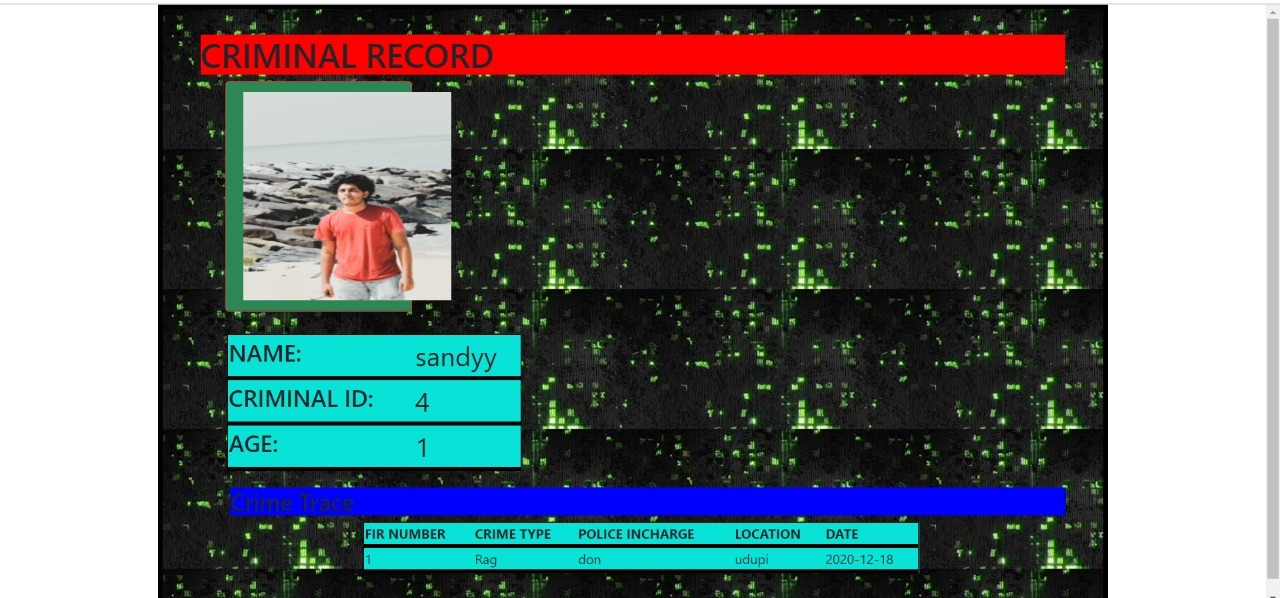 CRIMINAL RECORD
NAME: sandyy
CRIMINAL ID: 4
AGE: 1
Crime Trace
FIR NUMBER CRIME TYPE POLICE INCHARGE LOCATION DATE
1 Rag don udupi 2020-12-18